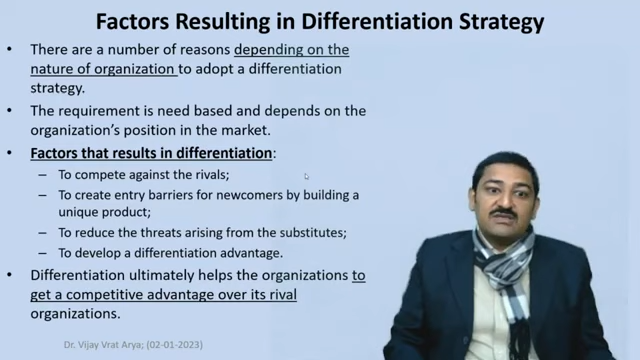 Factors Resulting in Differentiation Strategy
• There are a number of reasons depending on the
nature of organization to adopt a differentiation
strategy.
• The requirement is need based and depends on the
organization's position in the market.
• Factors that results in differentiation:
– To compete against the rivals;
– To create entry barriers for newcomers by building a
unique product;
– To reduce the threats arising from the substitutes;
– To develop a differentiation advantage.
• Differentiation ultimately helps the organizations to
get a competitive advantage over its rival
organizations.
Dr. Vijay Vrat Arya; (02-01-2023)